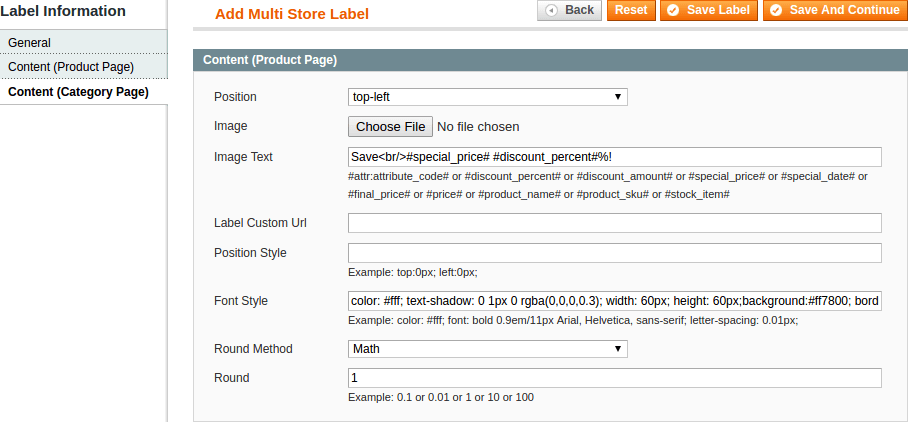 Label Information
General
Content (Product Page)
Content (Category Page)
Add Multi Store Label
Back Reset Save Label Save And Continue
Content (Product Page)
Position top-left
Image Choose File No file chosen
Image Text Save<br/>#special_price# #discount_percent#%!
#attr:attribute_code# or #discount_percent# or #discount_amount# or #special_price# or #special_date# or
#final_price# or #price# or #product_name# or #product_sku# or #stock_item#
Label Custom Url
Position Style
Example: top:0px; left:0px;
Font Style color: #fff; text-shadow: 0 1px 0 rgba(0,0,0,0.3); width: 60px; height: 60px;background:#ff7800; bord
Example: color: #fff; font: bold 0.9em/11px Arial, Helvetica, sans-serif; letter-spacing: 0.01px;
Round Method Math
Round 1
Example: 0.1 or 0.01 or 1 or 10 or 100